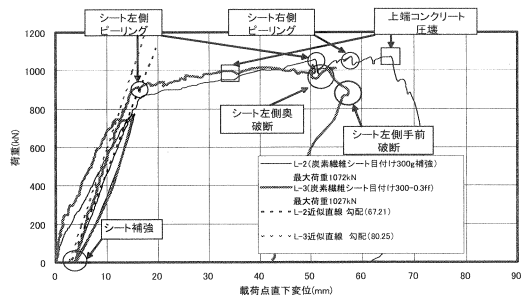 シート左側
ピーリング
シート右側
ピーリング
上端コンクリート
圧壊
1200
1000
800
600
400
200
0
荷重(kN)
シート左側奥
破断
シート左側手前
破断
シート補強
L-2(炭素繊維シート目付け300g補強)
最大荷重1072kN
L-3(炭素繊維シート目付け300-0.3ff)
最大荷重1027kN
L-2近似直線 勾配(67.21)
L-3近似直線 勾配(80.25)
0
10
20
30
40
50
60
70
80
90
載荷点直下変位(mm)